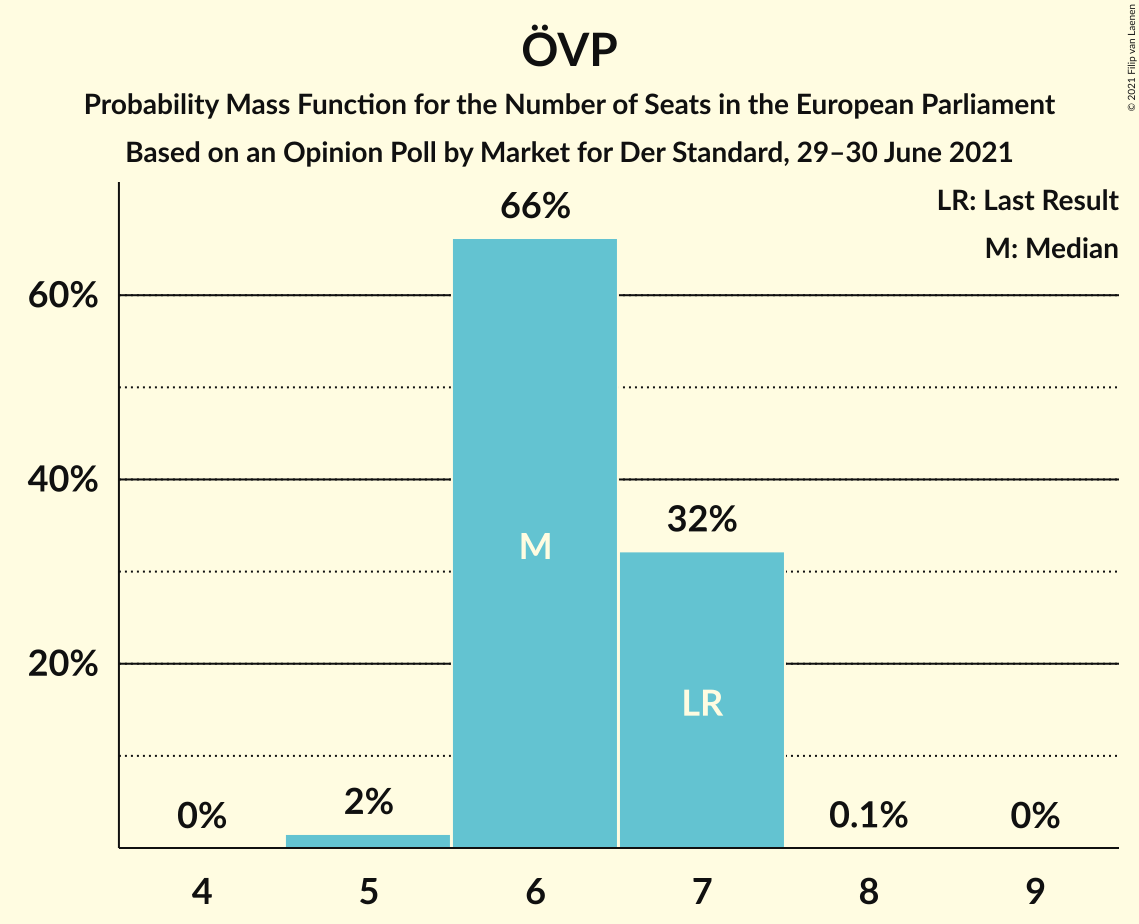 ÖVP
Probability Mass Function for the Number of Seats in the European Parliament
Based on an Opinion Poll by Market for Der Standard, 29–30 June 2021
© 2021 Filip van Laenen
LR: Last Result
M: Median
66%
60%
40%
32%
M
20%
LR
2%
0%
0.1%
0%
4 5 6 7 8 9